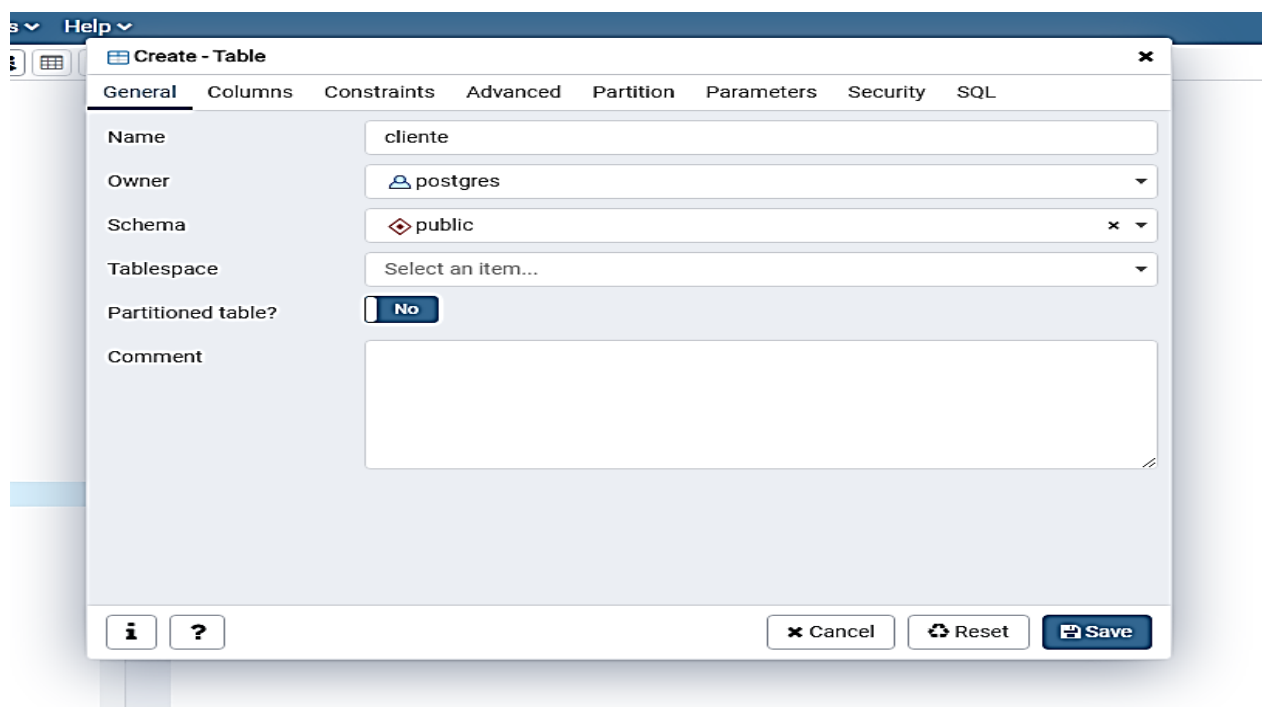 s Help
Create - Table
General Columns Constraints Advanced Partition Parameters Security SQL
Name cliente
Owner postgres
Schema public
Tablespace Select an item...
Partitioned table? No
Comment
i ? Cancel Reset Save